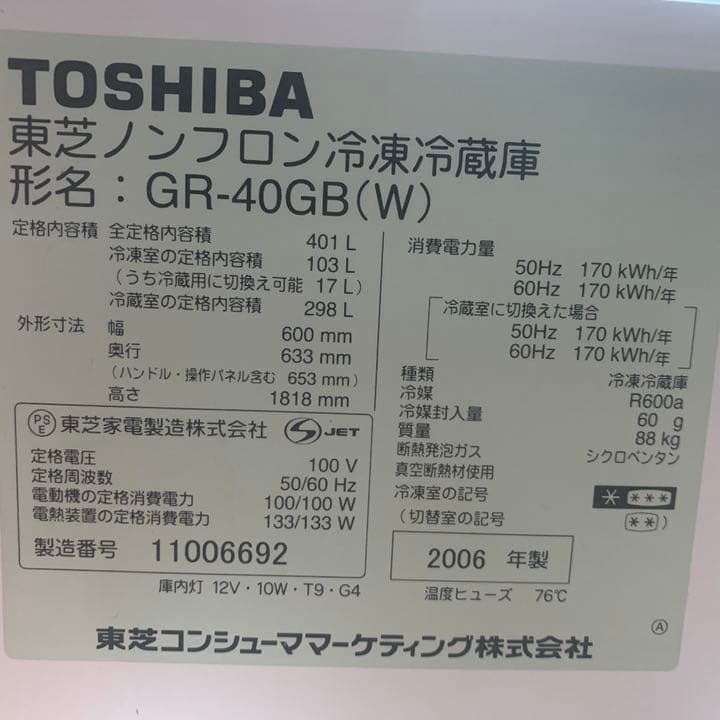 TOSHIBA
東芝ノンフロン冷凍冷蔵庫
形名：GR-40GB(W)
定格内容積 全定格内容積 401 L
冷凍室の定格内容積 103 L
(うち冷蔵用に切換え可能 17 L)
冷蔵室の定格内容積 298 L
外形寸法 幅 600 mm
奥行 633 mm
(ハンドル・操作パネル含む 653 mm)
高さ 1818 mm
PSE 東芝家電製造株式会社 S JET
定格電圧 100 V
定格周波数 50/60 Hz
電動機の定格消費電力 100/100 W
電熱装置の定格消費電力 133/133 W
製造番号 11006692
庫内灯 12V・10W・T9・G4
消費電力量
50Hz 170 kWh/年
60Hz 170 kWh/年
冷蔵室に切換えた場合
50Hz 170 kWh/年
60Hz 170 kWh/年
種類 冷凍冷蔵庫
冷媒 R600a
冷媒封入量 60 g
質量 88 kg
断熱発泡ガス シクロペンタン
真空断熱材使用
冷凍室の記号 * ***
(切替室の記号 **)
2006 年製
温度ヒューズ 76℃
A
東芝コンシューママーケティング株式会社